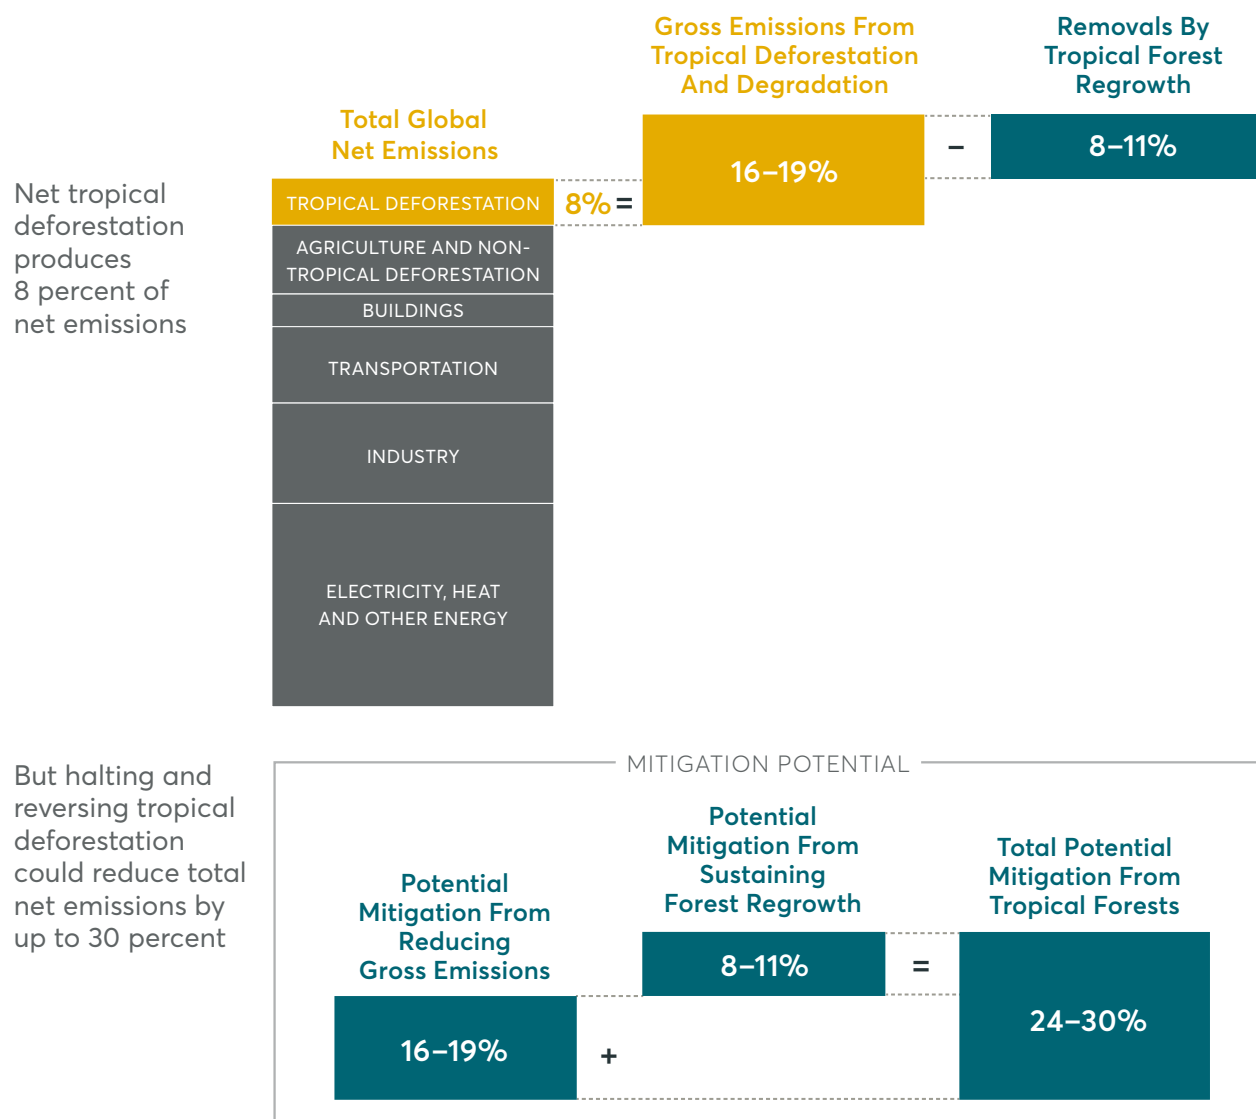 Gross Emissions From
Tropical Deforestation
And Degradation
Removals By
Tropical Forest
Regrowth
Total Global
Net Emissions
16–19%
–
8–11%
Net tropical
deforestation
produces
8 percent of
net emissions
TROPICAL DEFORESTATION
8% =
AGRICULTURE AND NON-
TROPICAL DEFORESTATION
BUILDINGS
TRANSPORTATION
INDUSTRY
ELECTRICITY, HEAT
AND OTHER ENERGY
But halting and
reversing tropical
deforestation
could reduce total
net emissions by
up to 30 percent
MITIGATION POTENTIAL
Potential
Mitigation From
Reducing
Gross Emissions
16–19%
+
Potential
Mitigation From
Sustaining
Forest Regrowth
8–11%
=
Total Potential
Mitigation From
Tropical Forests
24–30%